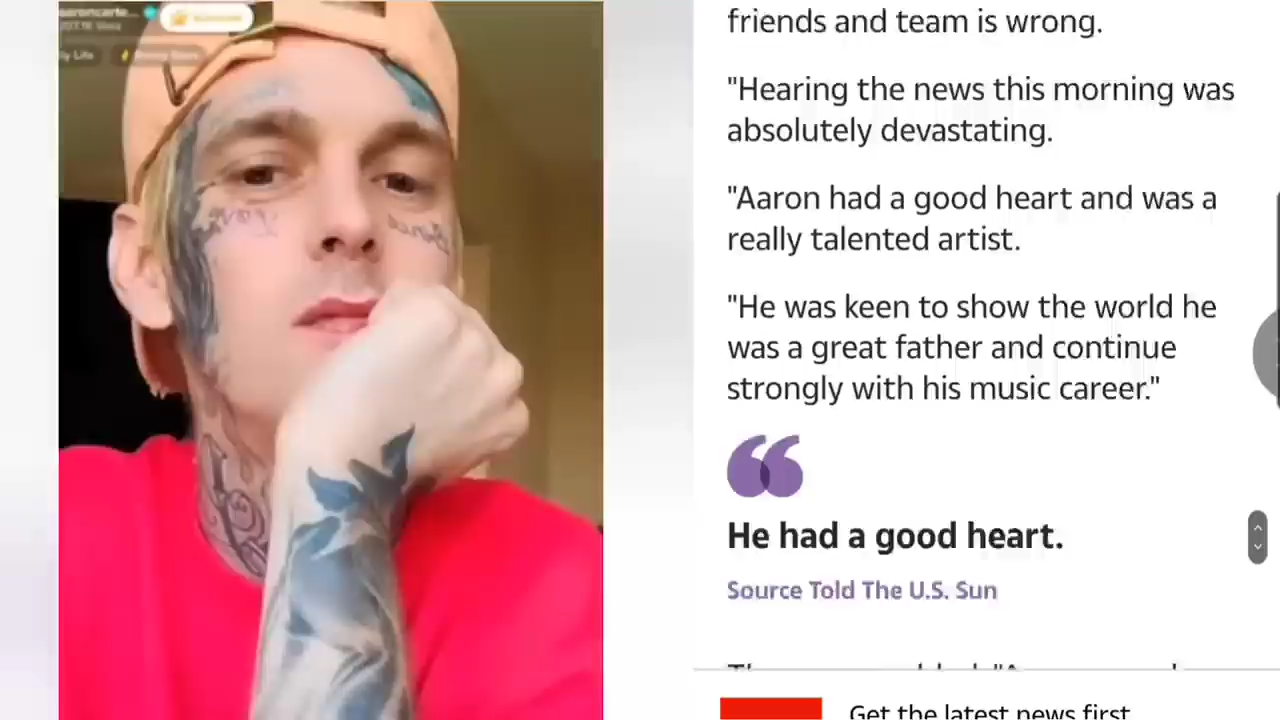 friends and team is wrong.
"Hearing the news this morning was
absolutely devastating.
"Aaron had a good heart and was a
really talented artist.
"He was keen to show the world he
was a great father and continue
strongly with his music career."
He had a good heart.
Source Told The U.S. Sun
Get the latest news first
Love